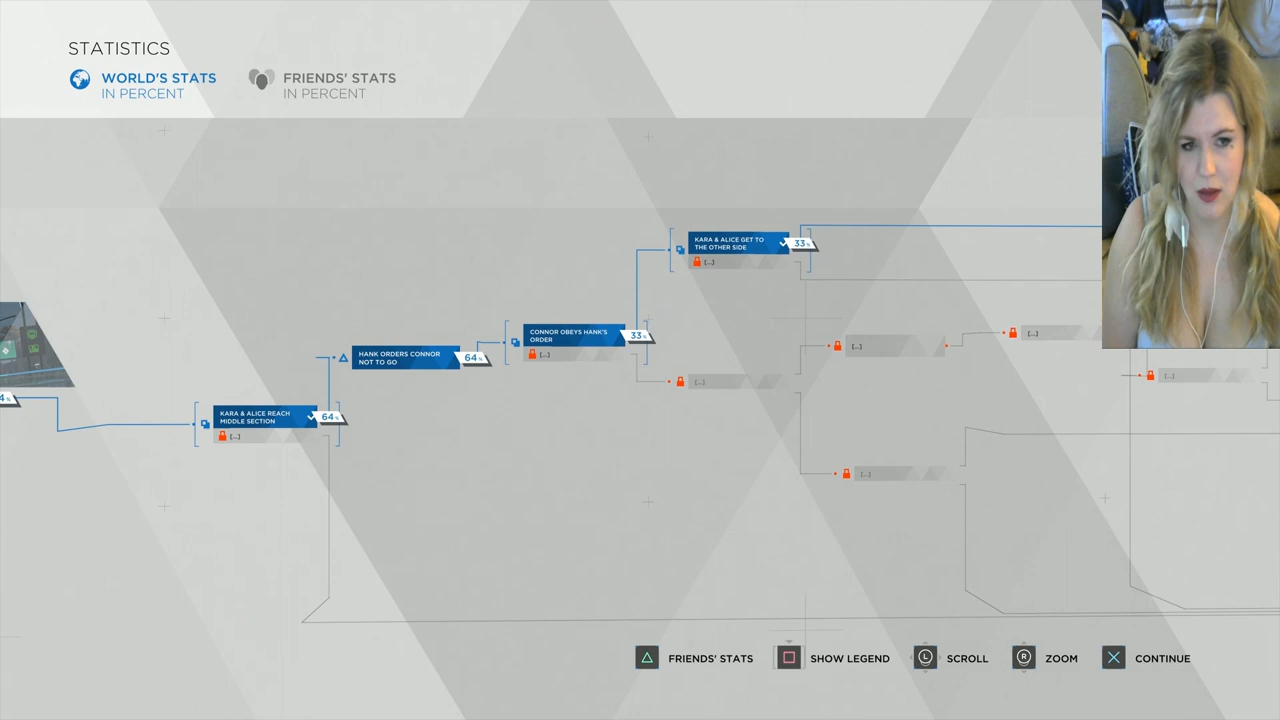 STATISTICS
WORLD'S STATS
IN PERCENT
FRIENDS' STATS
IN PERCENT
KARA & ALICE GET TO
THE OTHER SIDE
33%
[...]
CONNOR OBEYS HANK'S
ORDER
33%
[...]
[...]
[...]
HANK ORDERS CONNOR
NOT TO GO
64%
[...]
[...]
4%
KARA & ALICE REACH
MIDDLE SECTION
64%
[...]
[...]
FRIENDS' STATS
SHOW LEGEND
L
SCROLL
R
ZOOM
CONTINUE